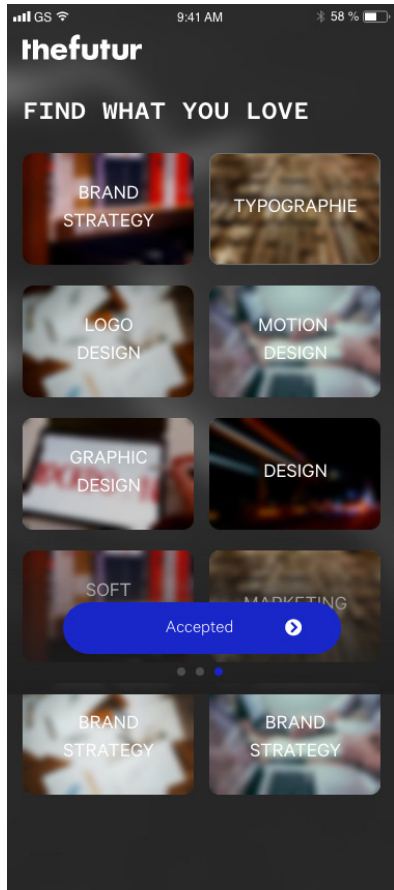 GS 9:41 AM 58 %
thefutur
FIND WHAT YOU LOVE
BRAND
STRATEGY
TYPOGRAPHIE
LOGO
DESIGN
MOTION
DESIGN
GRAPHIC
DESIGN
DESIGN
SOFT
MARKETING
Accepted
BRAND
STRATEGY
BRAND
STRATEGY